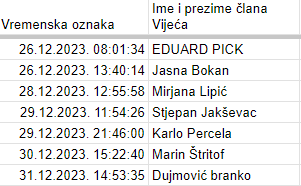 Vremenska oznaka Ime i prezime člana Vijeća
26.12.2023. 08:01:34 EDUARD PICK
26.12.2023. 13:40:14 Jasna Bokan
28.12.2023. 12:55:58 Mirjana Lipić
29.12.2023. 11:54:26 Stjepan Jakševac
29.12.2023. 21:46:00 Karlo Percela
30.12.2023. 15:22:40 Marin Štritof
31.12.2023. 14:53:35 Dujmović branko